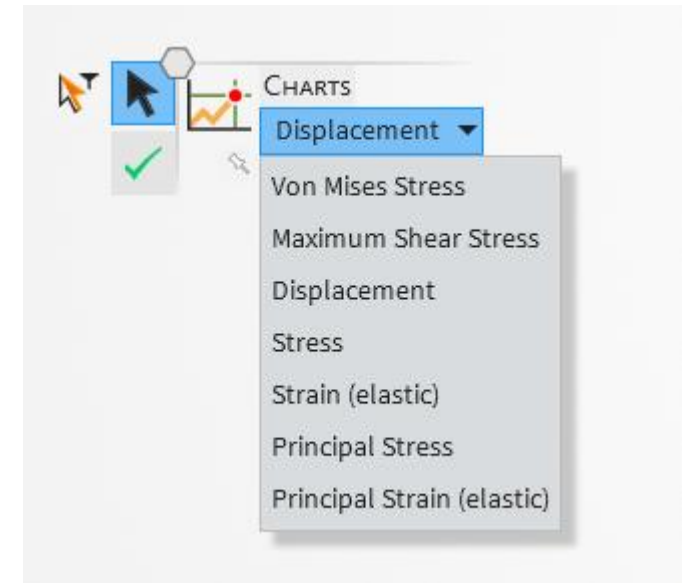 Charts
Displacement
Von Mises Stress
Maximum Shear Stress
Displacement
Stress
Strain (elastic)
Principal Stress
Principal Strain (elastic)